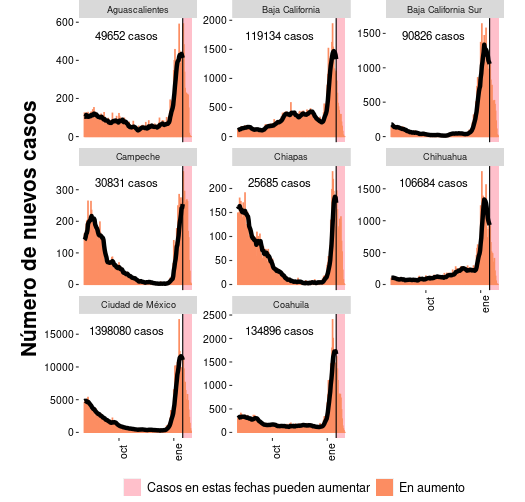 Número de nuevos casos
Aguascalientes
49652 casos
600
400
200
0
Baja California
119134 casos
2000
1500
1000
500
0
Baja California Sur
90826 casos
1500
1000
500
0
Campeche
30831 casos
300
200
100
0
Chiapas
25685 casos
200
150
100
50
0
Chihuahua
106684 casos
1500
1000
500
0
oct
ene
Ciudad de México
1398080 casos
15000
10000
5000
0
oct
ene
Coahuila
134896 casos
2500
2000
1500
1000
500
0
oct
ene
Casos en estas fechas pueden aumentar
En aumento